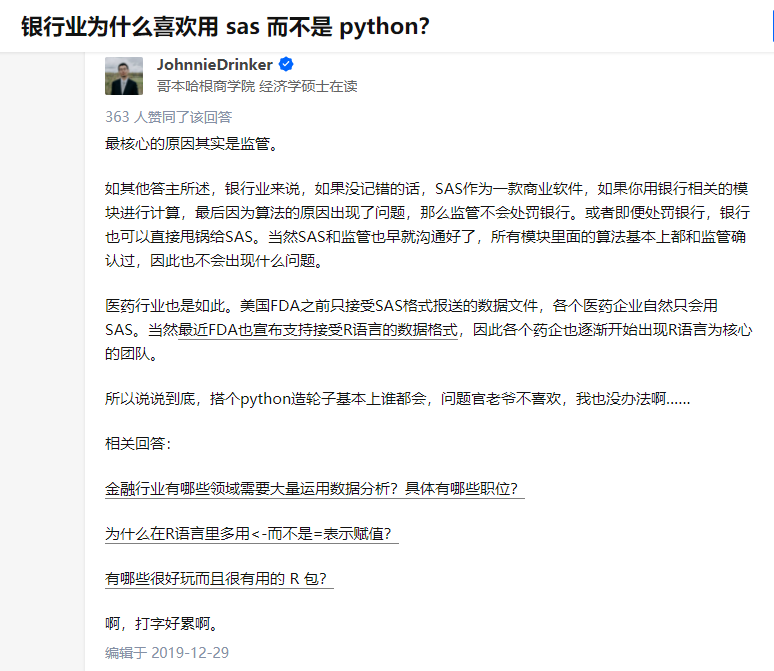 银行业为什么喜欢用 sas 而不是 python？
JohnnieDrinker
哥本哈根商学院 经济学硕士在读
363 人赞同了该回答
最核心的原因其实是监管。
如其他答主所述，银行业来说，如果没记错的话，SAS作为一款商业软件，如果你用银行相关的模
块进行计算，最后因为算法的原因出现了问题，那么监管不会处罚银行。或者即便处罚银行，银行
也可以直接甩锅给SAS。当然SAS和监管也早就沟通好了，所有模块里面的算法基本上都和监管确
认过，因此也不会出现什么问题。
医药行业也是如此。美国FDA之前只接受SAS格式报送的数据文件，各个医药企业自然只会用
SAS。当然最近FDA也宣布支持接受R语言的数据格式，因此各个药企也逐渐开始出现R语言为核心
的团队。
所以说说到底，搭个python造轮子基本上谁都会，问题官老爷不喜欢，我也没办法啊......
相关回答：
金融行业有哪些领域需要大量运用数据分析？具体有哪些职位？
为什么在R语言里多用<-而不是=表示赋值？
有哪些很好玩而且很有用的 R 包？
啊，打字好累啊。
编辑于 2019-12-29